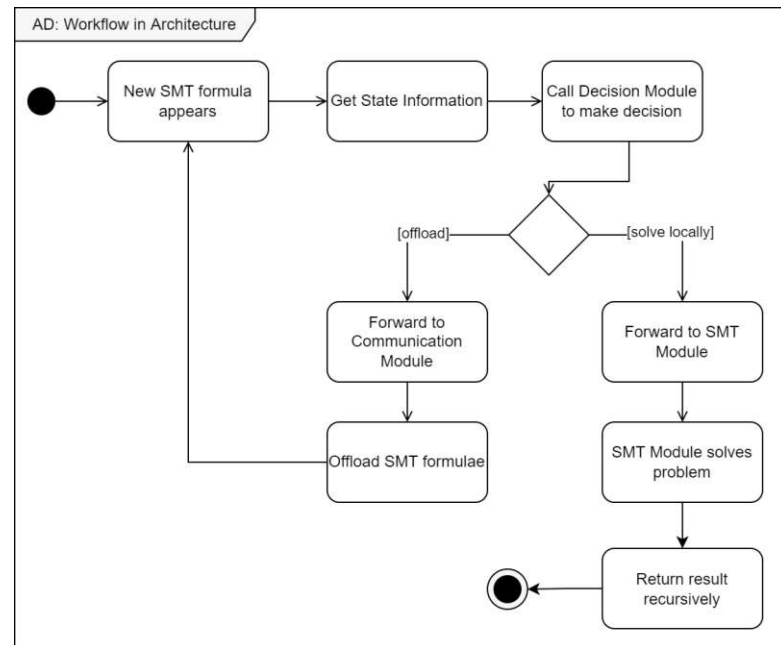 AD: Workflow in Architecture
New SMT formula
appears
Get State Information
Call Decision Module
to make decision
[offload]
[solve locally]
Forward to
Communication
Module
Forward to SMT
Module
Offload SMT formulae
SMT Module solves
problem
Return result
recursively